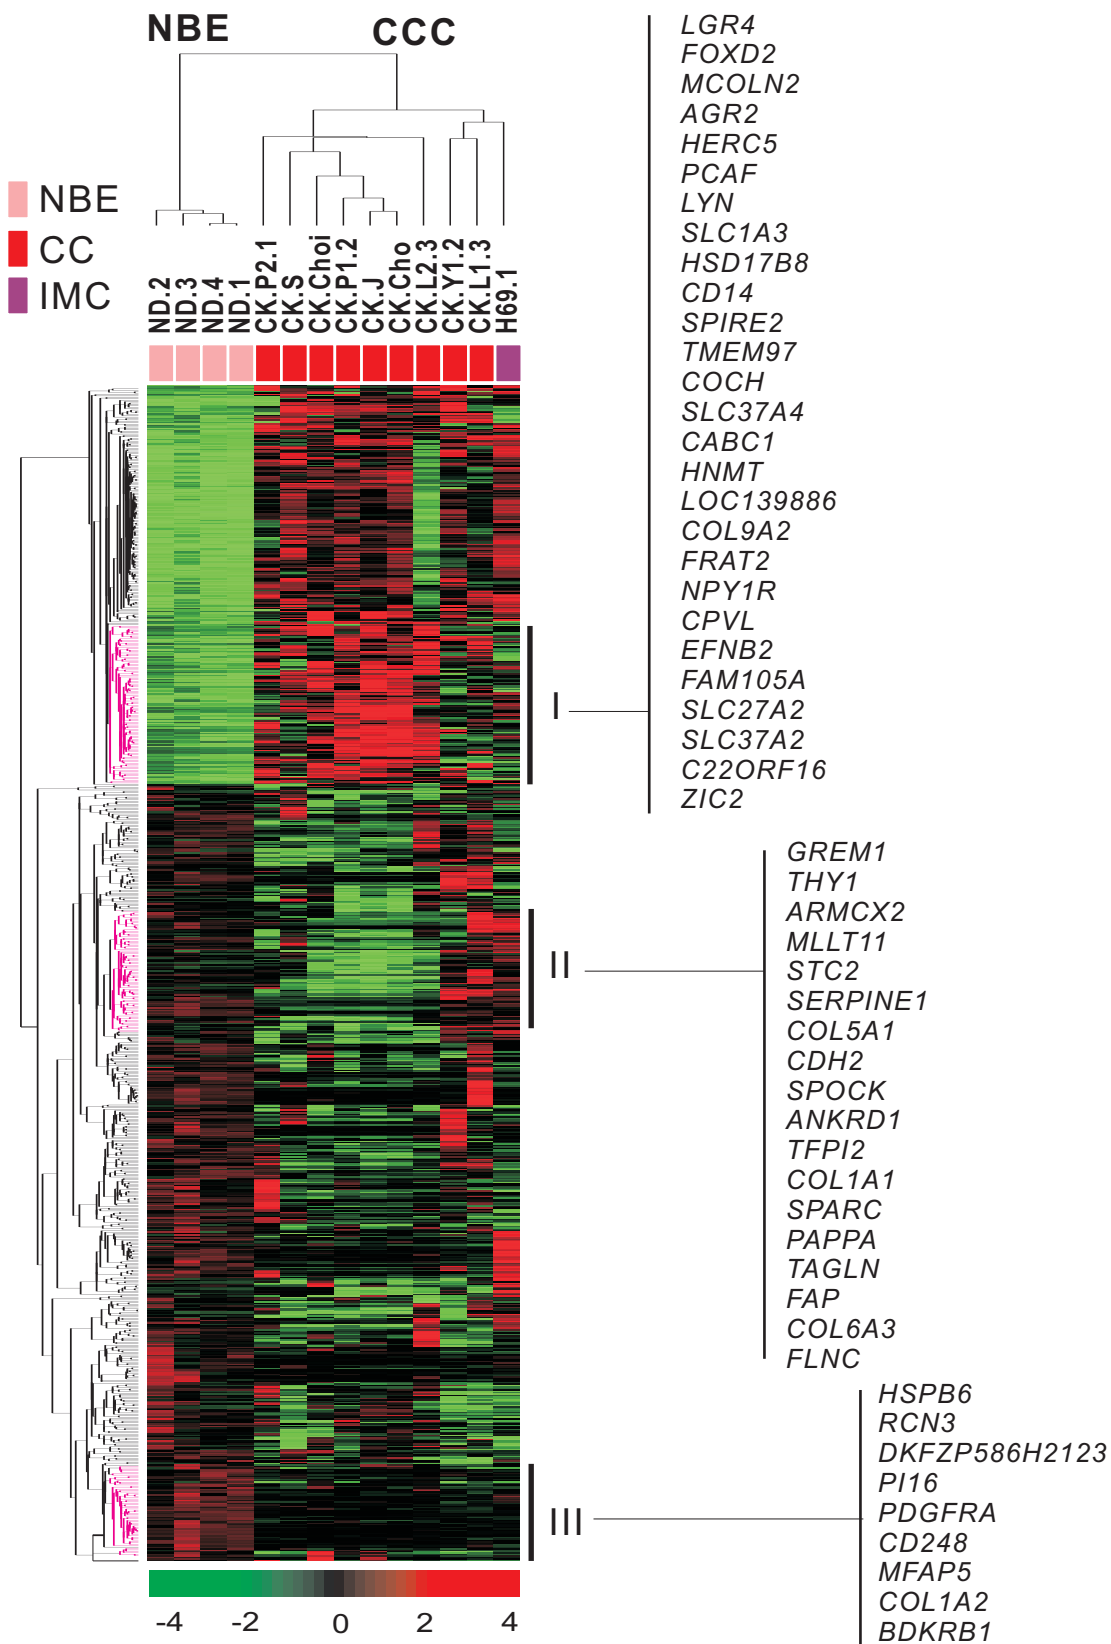 NBE CCC
NBE
CC
IMC
ND.2
ND.3
ND.4
ND.1
CK.P2.1
CK.S
CK.Choi
CK.P1.2
CK.J
CK.Cho
CK.L2.3
CK.Y1.2
CK.L1.3
H69.1
I
LGR4
FOXD2
MCOLN2
AGR2
HERC5
PCAF
LYN
SLC1A3
HSD17B8
CD14
SPIRE2
TMEM97
COCH
SLC37A4
CABC1
HNMT
LOC139886
COL9A2
FRAT2
NPY1R
CPVL
EFNB2
FAM105A
SLC27A2
SLC37A2
C22ORF16
ZIC2
II
GREM1
THY1
ARMCX2
MLLT11
STC2
SERPINE1
COL5A1
CDH2
SPOCK
ANKRD1
TFPI2
COL1A1
SPARC
PAPPA
TAGLN
FAP
COL6A3
FLNC
III
HSPB6
RCN3
DKFZP586H2123
PI16
PDGFRA
CD248
MFAP5
COL1A2
BDKRB1
-4 -2 0 2 4